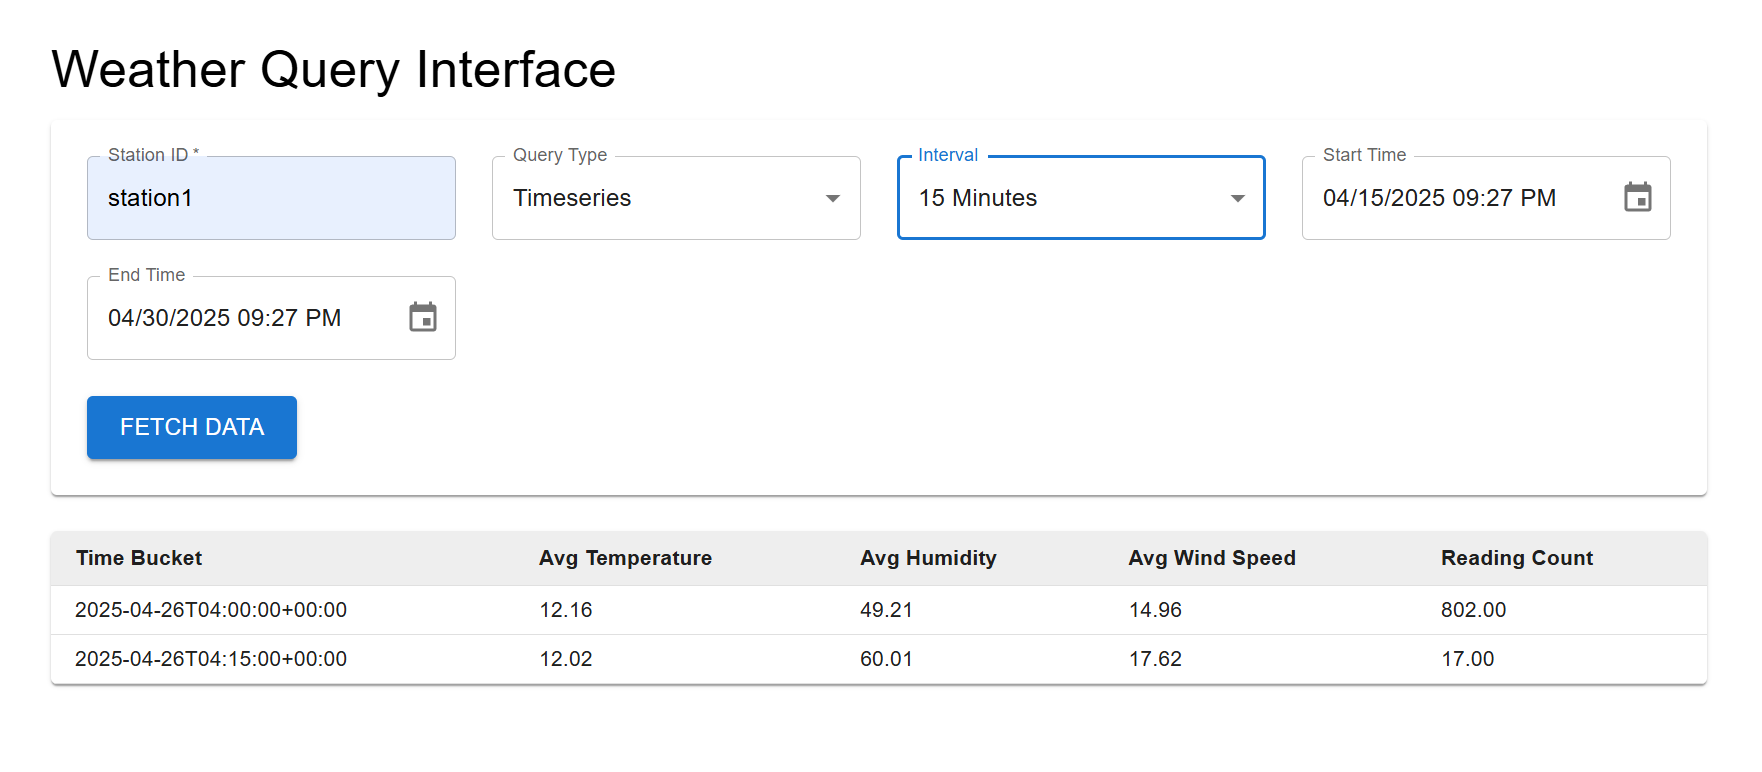 Weather Query Interface
Station ID *
station1
Query Type
Timeseries
Interval
15 Minutes
Start Time
04/15/2025 09:27 PM
End Time
04/30/2025 09:27 PM
FETCH DATA
Time Bucket Avg Temperature Avg Humidity Avg Wind Speed Reading Count
2025-04-26T04:00:00+00:00 12.16 49.21 14.96 802.00
2025-04-26T04:15:00+00:00 12.02 60.01 17.62 17.00